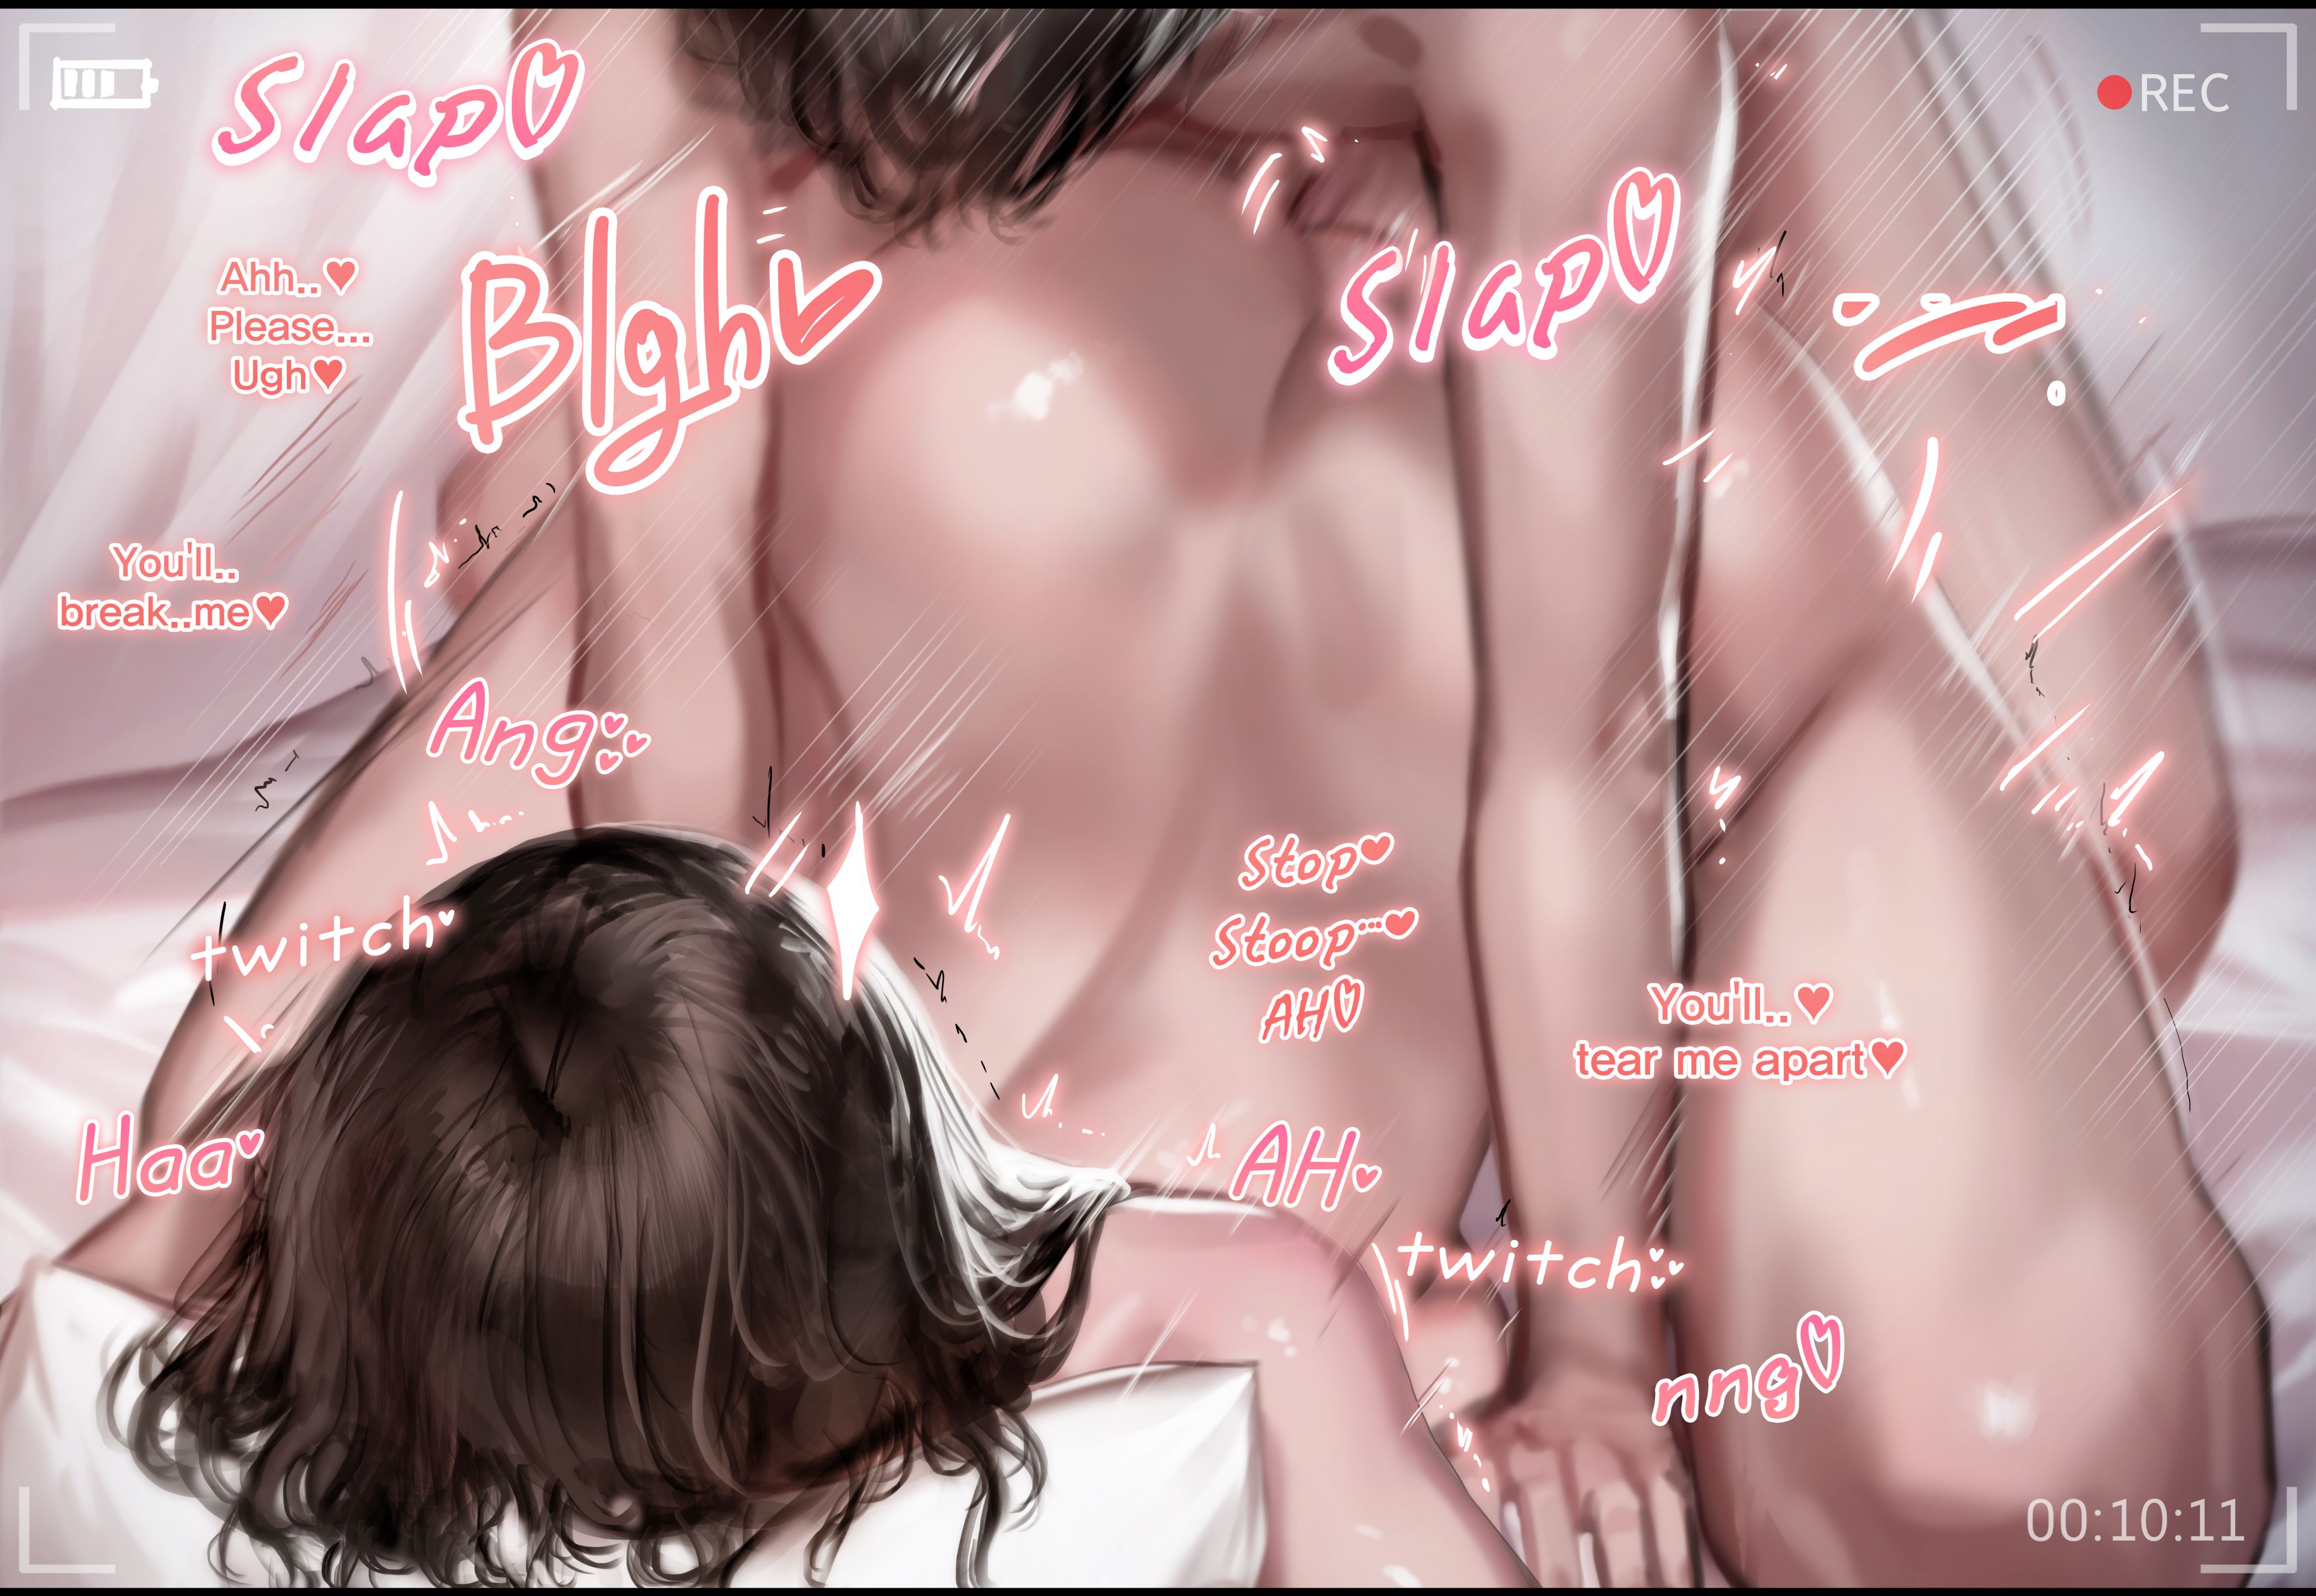 Slap♡
REC
Ahh..♥
Please...
Ugh♥
Blgh♥
Slap♡
You'll..
break..me♥
Ang♥♥♥
Stop♥
Stoop...♥
AH♡
twitch♥
You'll..♥
tear me apart♥
Haa♥
AH♥
twitch♥♥♥
nng♡
00:10:11